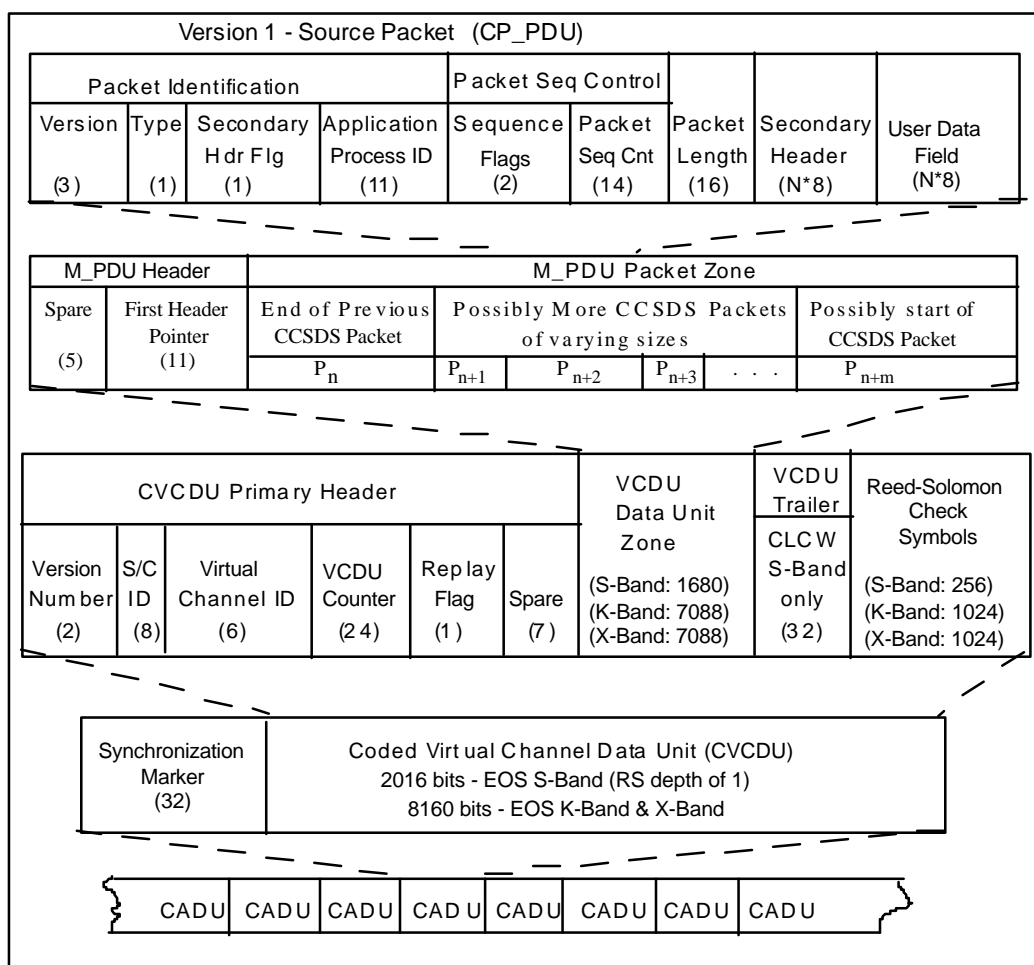 Version 1 - Source Packet (CP_PDU)
Packet Identification
Packet Seq Control
Version
(3)
Type
(1)
Secondary
Hdr Flg
(1)
Application
Process ID
(11)
Sequence
Flags
(2)
Packet
Seq Cnt
(14)
Packet
Length
(16)
Secondary
Header
(N*8)
User Data
Field
(N*8)
M_PDU Header
M_PDU Packet Zone
Spare
(5)
First Header
Pointer
(11)
End of Previous
CCSDS Packet
Possibly More CCSDS Packets
of varying sizes
Possibly start of
CCSDS Packet
Pn
Pn+1
Pn+2
Pn+3
. . .
Pn+m
CVCDU Primary Header
Version
Number
(2)
S/C
ID
(8)
Virtual
Channel ID
(6)
VCDU
Counter
(24)
Replay
Flag
(1)
Spare
(7)
VCDU
Data Unit
Zone
(S-Band: 1680)
(K-Band: 7088)
(X-Band: 7088)
VCDU
Trailer
CLCW
S-Band
only
(32)
Reed-Solomon
Check
Symbols
(S-Band: 256)
(K-Band: 1024)
(X-Band: 1024)
Synchronization
Marker
(32)
Coded Virtual Channel Data Unit (CVCDU)
2016 bits - EOS S-Band (RS depth of 1)
8160 bits - EOS K-Band & X-Band
CADU CADU CADU CADU CADU CADU CADU CADU